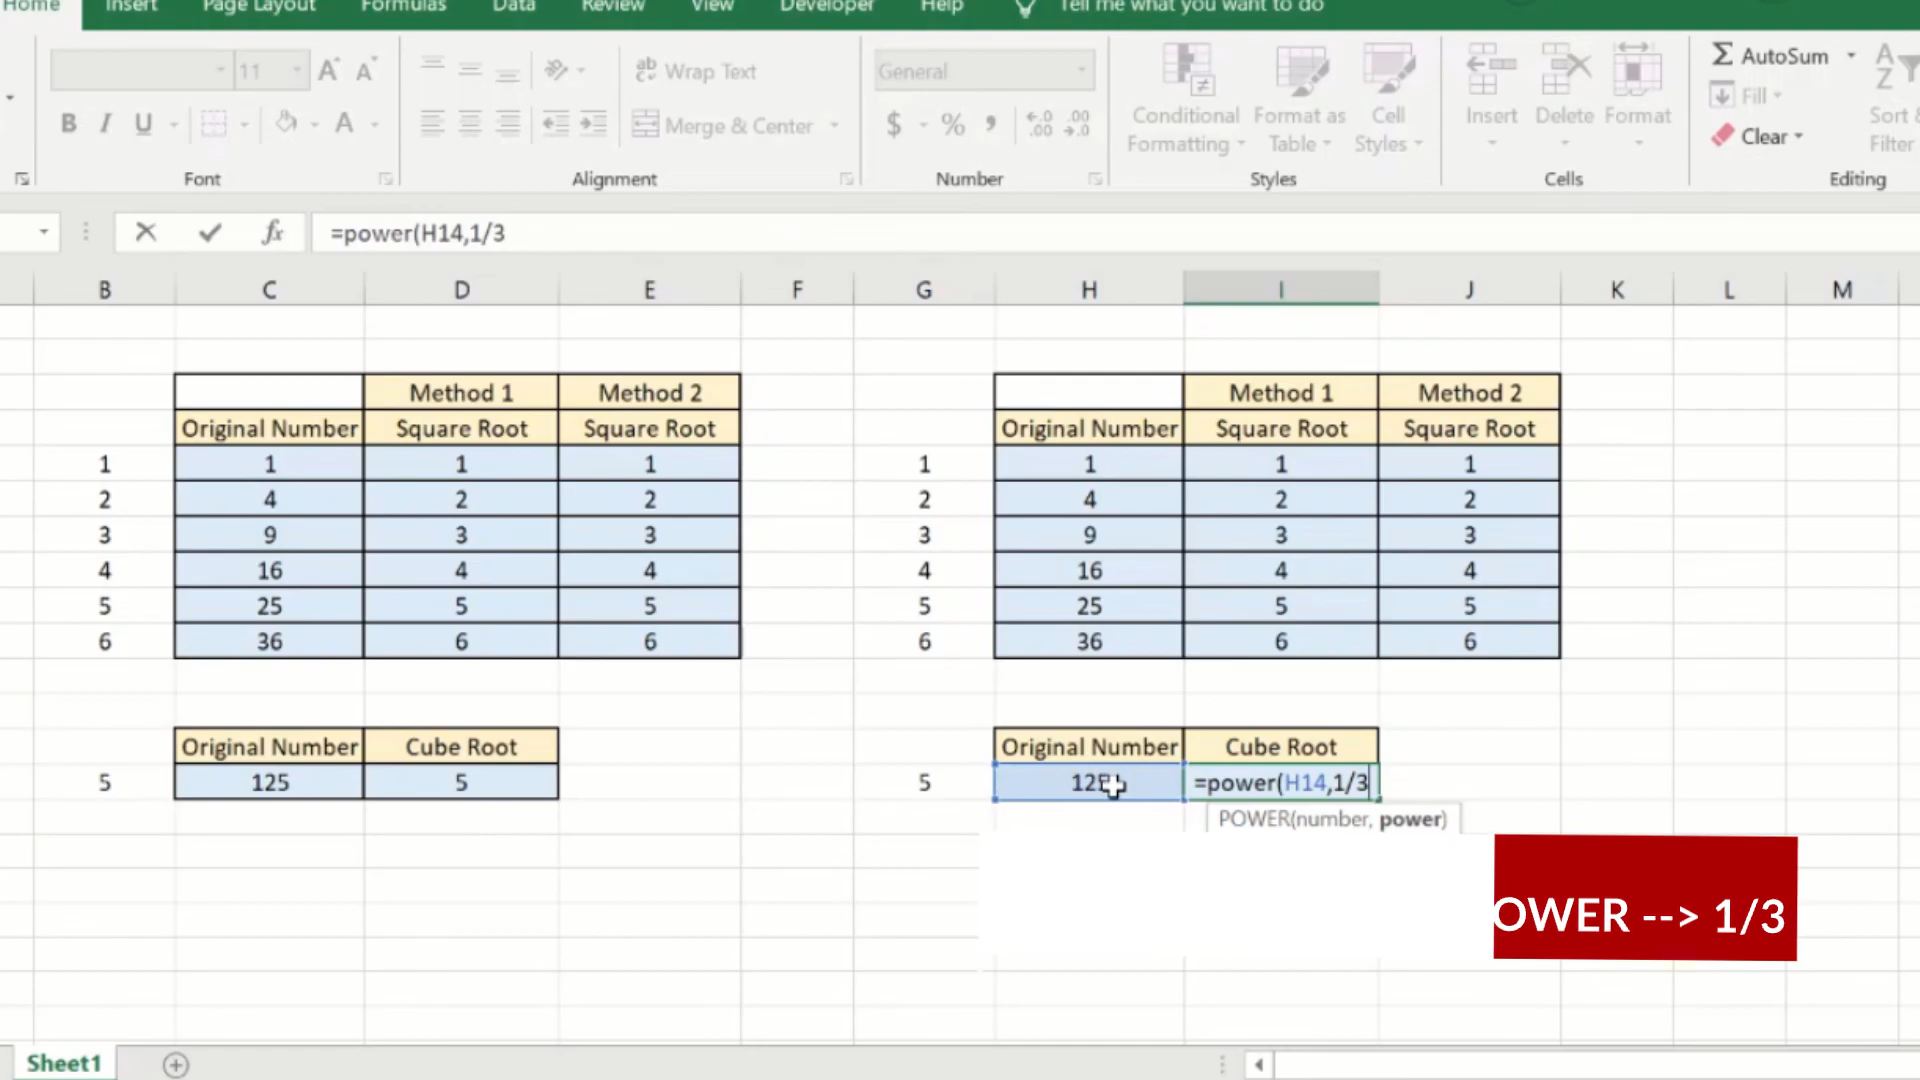 Home Insert Page Layout Formulas Data Review View Developer Help Tell me what you want to do
11 A A ab Wrap Text General Conditional Formatting Format as Table Cell Styles Insert Delete Format AutoSum Fill Clear Sort & Filter
B I U A Merge & Center $ % , .00 .0
Font Alignment Number Styles Cells Editing
fx =power(H14,1/3
B C D E F G H I J K L M
Method 1 Method 2 Method 1 Method 2
Original Number Square Root Square Root Original Number Square Root Square Root
1 1 1 1 1 1 1 1
2 4 2 2 2 4 2 2
3 9 3 3 3 9 3 3
4 16 4 4 4 16 4 4
5 25 5 5 5 25 5 5
6 36 6 6 6 36 6 6
Original Number Cube Root Original Number Cube Root
5 125 5 5 125 =power(H14,1/3
POWER(number, power)
OWER --> 1/3
Sheet1